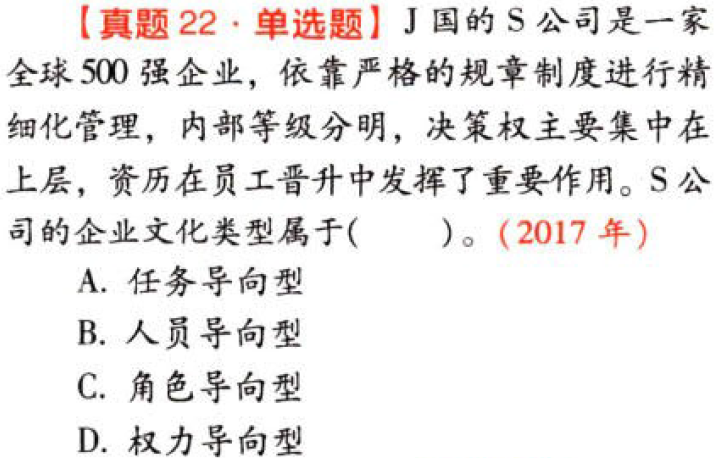 【真题 22·单选题】J 国的 S 公司是一家
全球 500 强企业，依靠严格的规章制度进行精
细化管理，内部等级分明，决策权主要集中在
上层，资历在员工晋升中发挥了重要作用。S 公
司的企业文化类型属于(　　)。(2017 年)
A. 任务导向型
B. 人员导向型
C. 角色导向型
D. 权力导向型